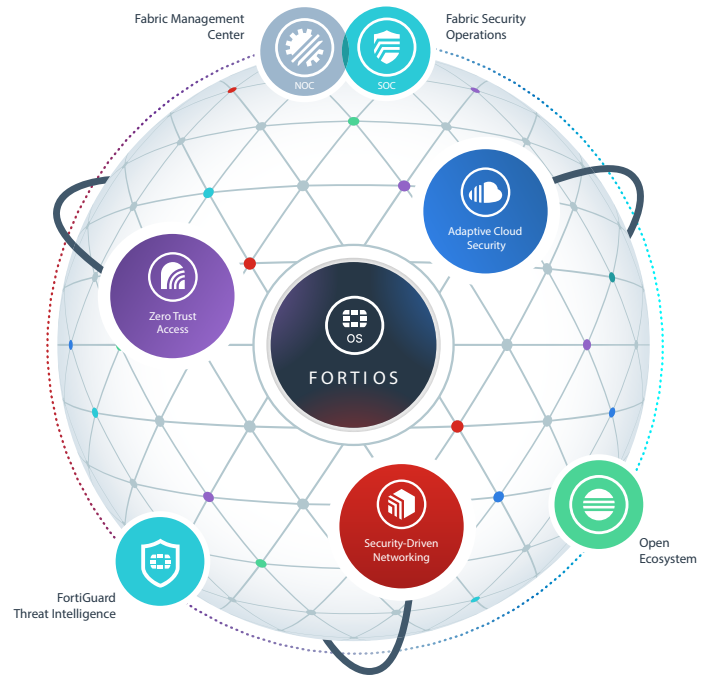 Fabric Management
Center
Fabric Security
Operations
NOC
SOC
Adaptive Cloud
Security
Zero Trust
Access
OS
FORTIOS
Security-Driven
Networking
Open
Ecosystem
FortiGuard
Threat Intelligence